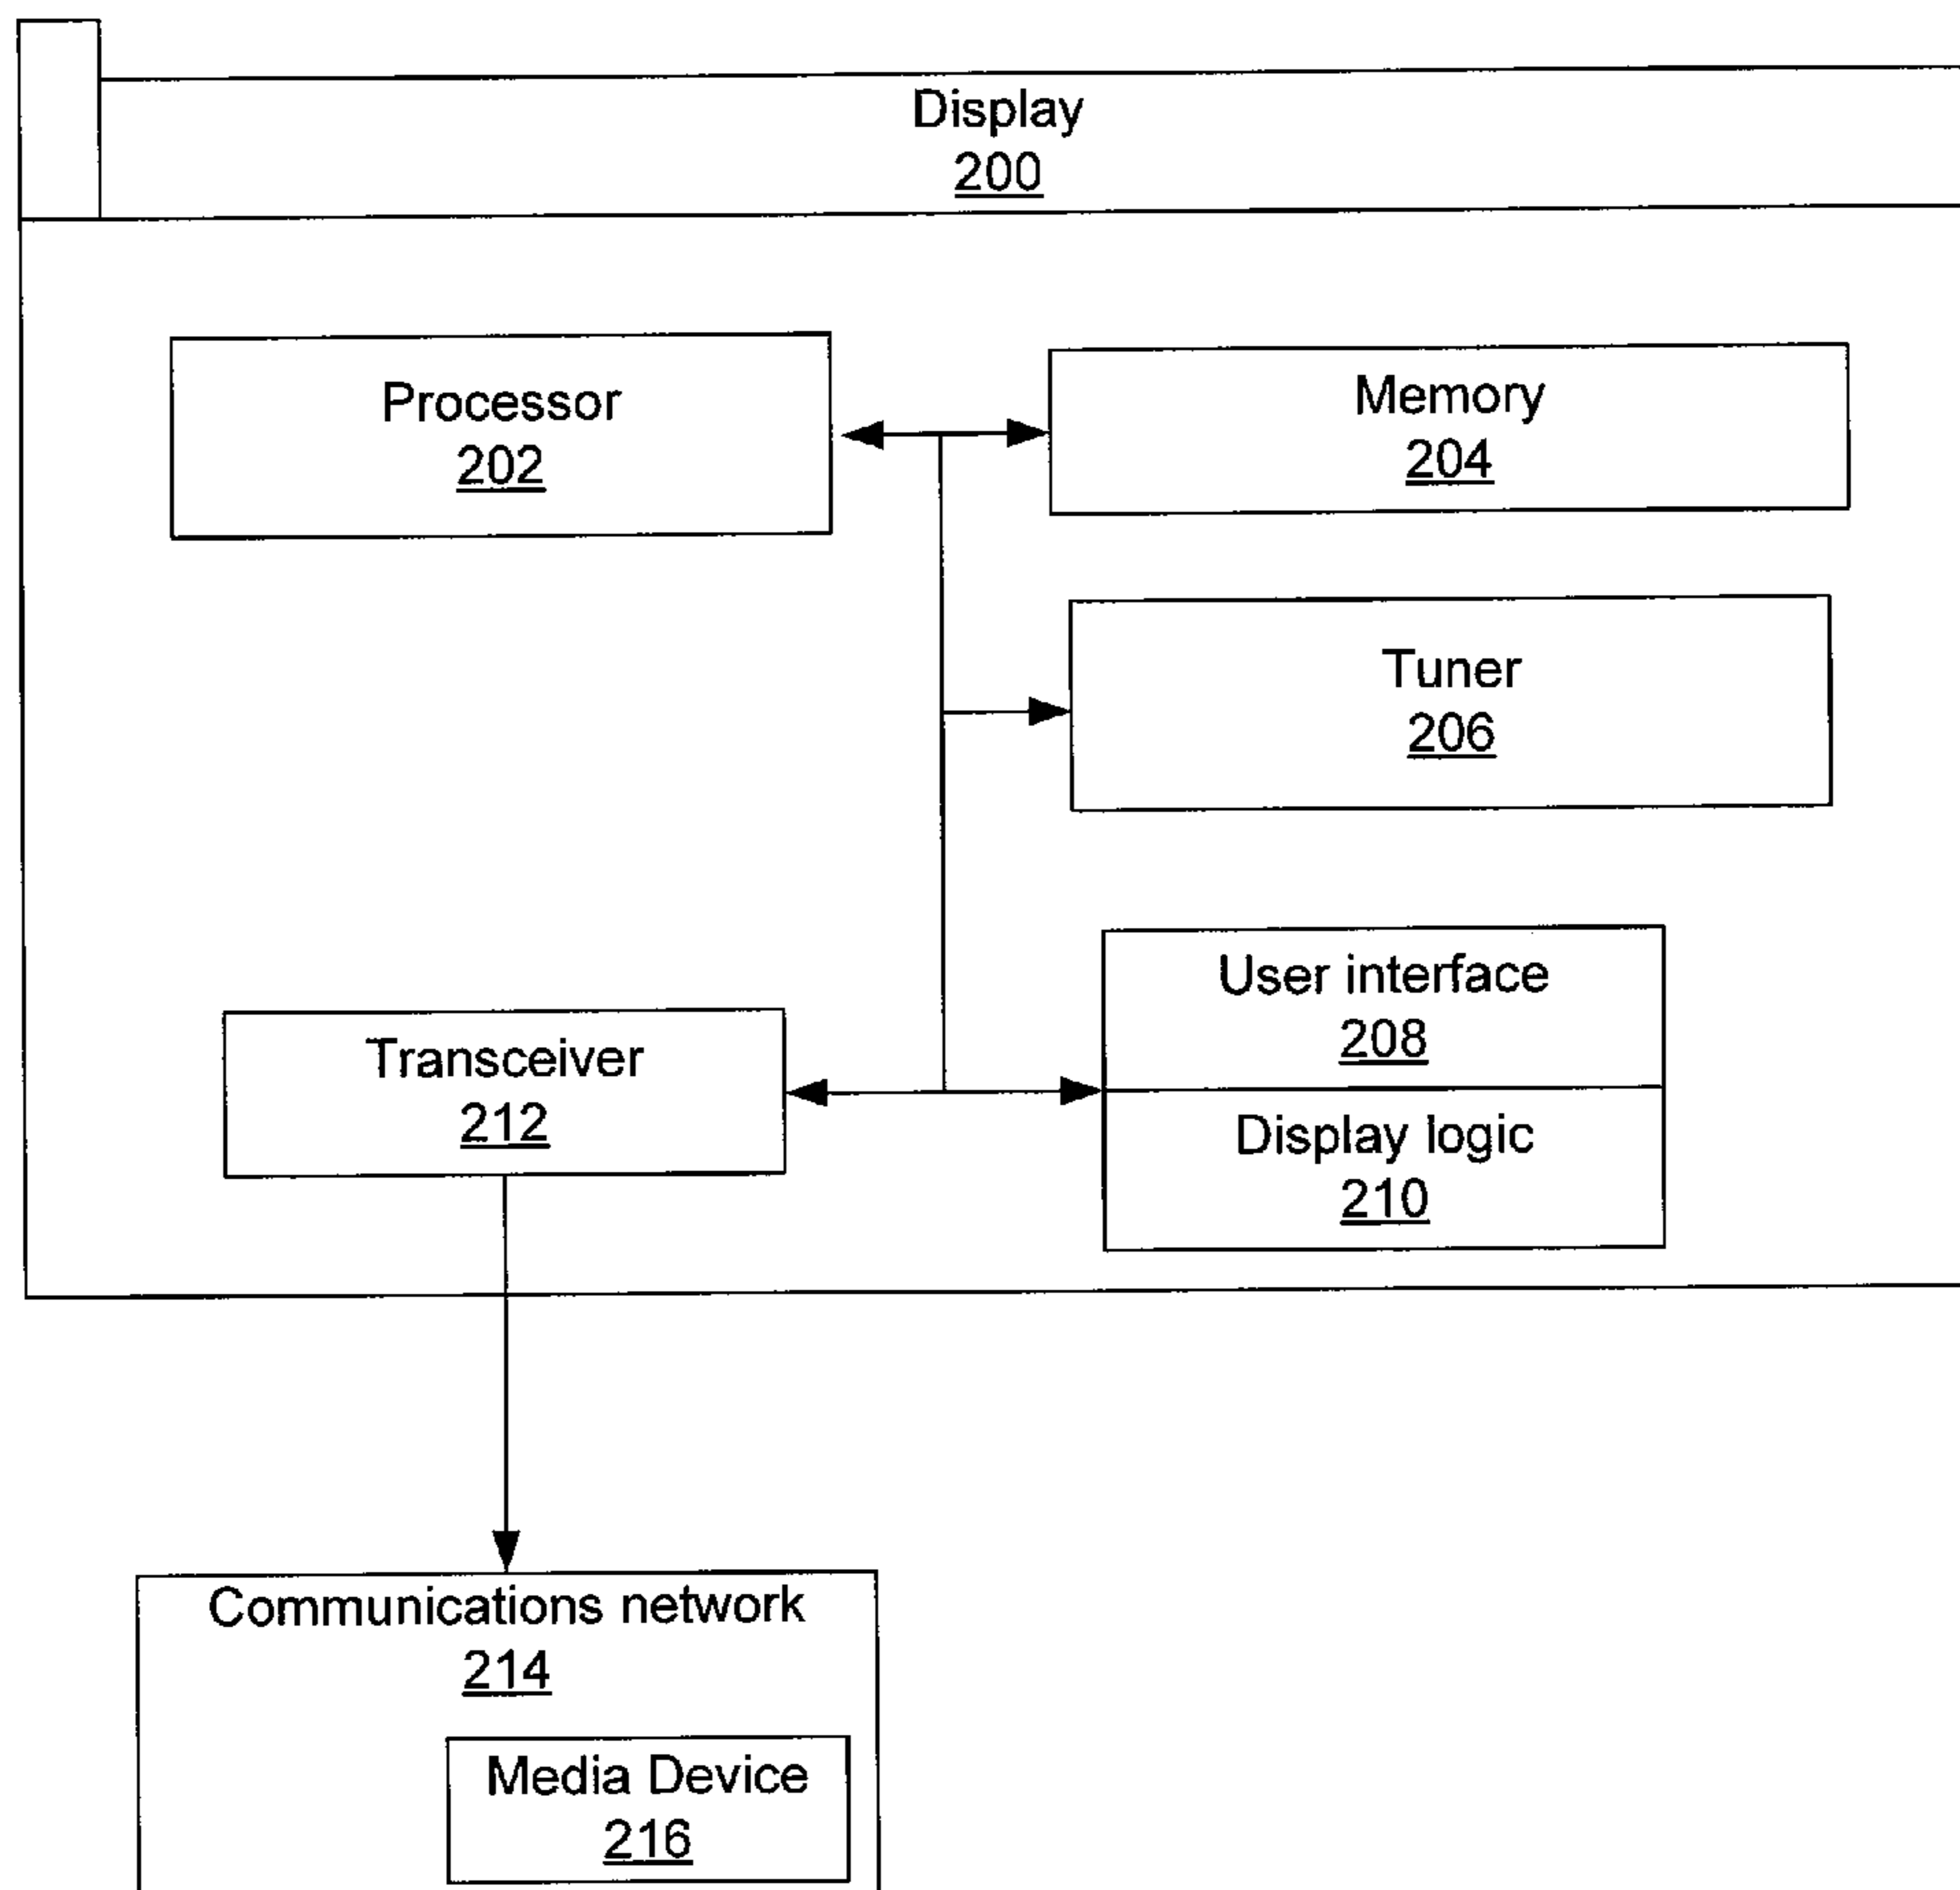 Display
200
Processor
202
Memory
204
Tuner
206
User interface
208
Transceiver
212
Display logic
210
Communications network
214
Media Device
216